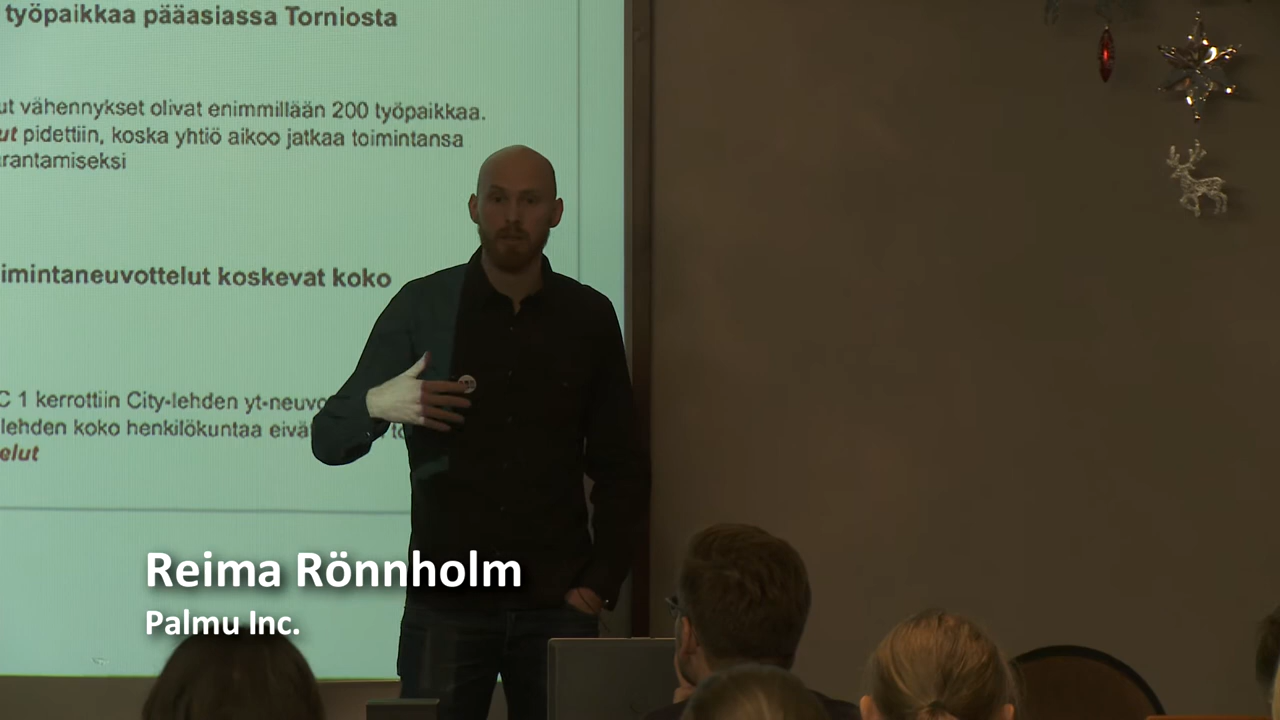 työpaikkaa pääasiassa Torniosta
ut vähennykset olivat enimmillään 200 työpaikkaa.
ut pidettiin, koska yhtiö aikoo jatkaa toimintansa
rantamiseksi
imintaneuvottelut koskevat koko
C 1 kerrottiin City-lehden yt-neuvo
lehden koko henkilökuntaa eivät
elut
Reima Rönnholm
Palmu Inc.